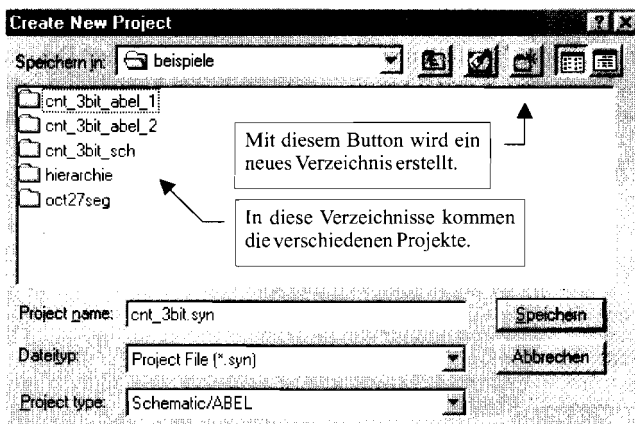 Create New Project
Speichern in: beispiele
cnt_3bit_abel_1
cnt_3bit_abel_2
cnt_3bit_sch
hierarchie
oct27seg
Mit diesem Button wird ein
neues Verzeichnis erstellt.
In diese Verzeichnisse kommen
die verschiedenen Projekte.
Project name: cnt_3bit.syn Speichern
Dateityp: Project File (*.syn) Abbrechen
Project type: Schematic/ABEL